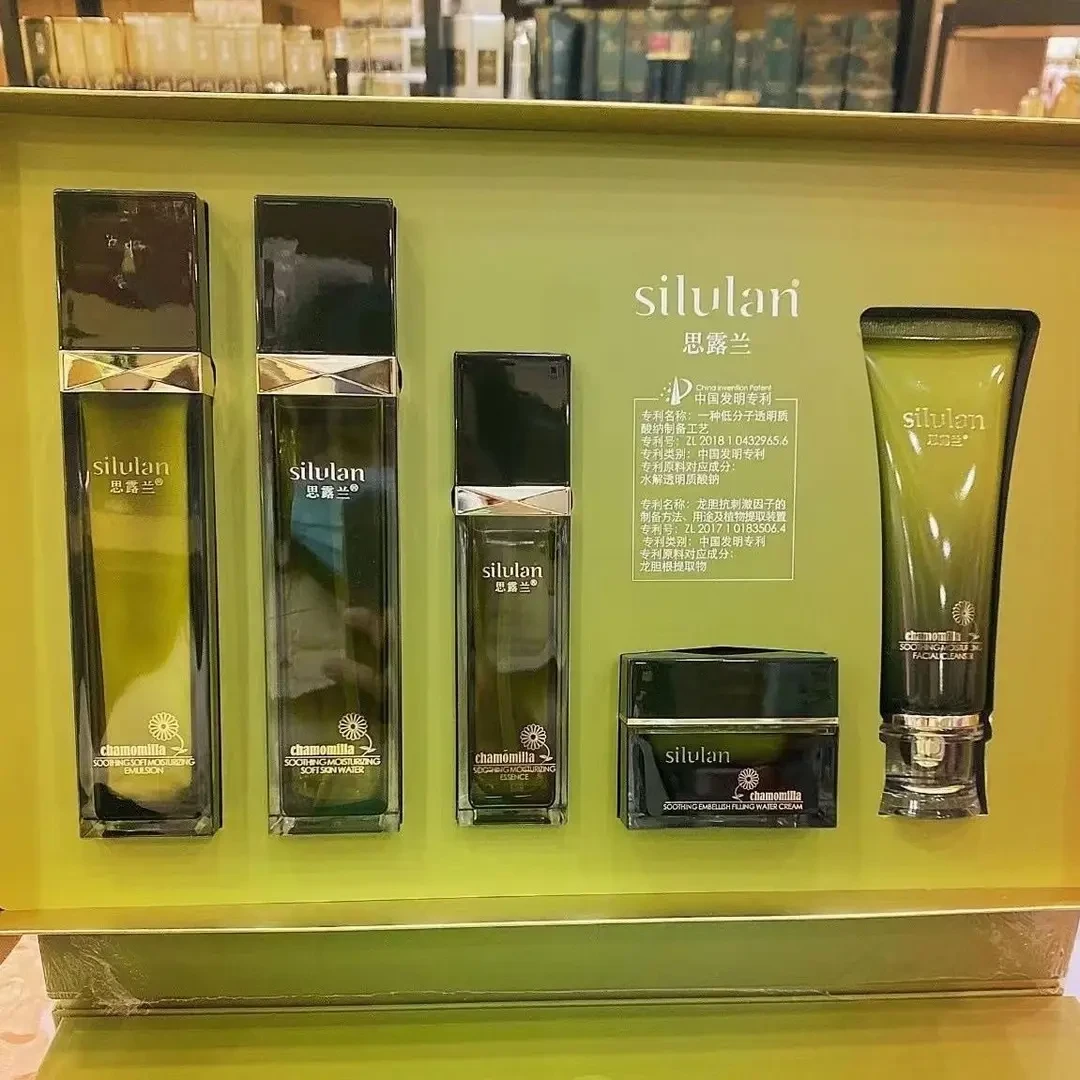 silulan
思露兰®
chamomilla
SOOTHING SOFT MOISTURIZING
EMULSION
silulan
思露兰®
chamomilla
SOOTHING MOISTURIZING
SOFT SKIN WATER
silulan
思露兰®
chamomilla
SOOTHING MOISTURIZING
ESSENCE
silulan
思露兰
China Invention Patent
中国发明专利
专利名称：一种低分子透明质
酸纳制备工艺
专利号：ZL 2018 1 0432965.6
专利类别：中国发明专利
专利原料对应成分：
水解透明质酸钠
专利名称：龙胆抗刺激因子的
制备方法、用途及植物提取装置
专利号：ZL 2017 1 0183506.4
专利类别：中国发明专利
专利原料对应成分：
龙胆根提取物
silulan
chamomilla
SOOTHING EMBELLISH FILLING WATER CREAM
silulan
思露兰®
chamomilla
SOOTHING MOISTURIZING
FACIAL CLEANSER